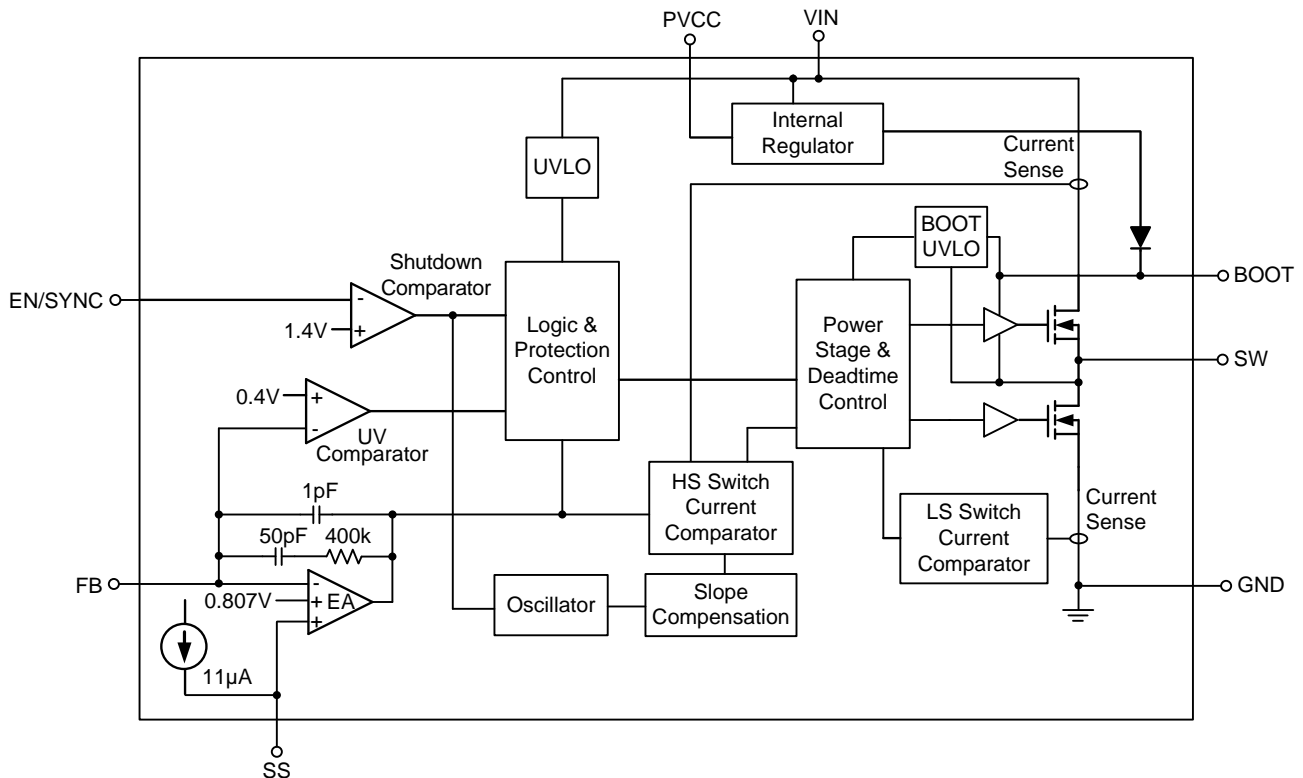 PVCC
VIN
Internal
Regulator
Current
Sense
UVLO
BOOT
UVLO
Shutdown
Comparator
EN/SYNC
-
1.4V
+
Logic &
Protection
Control
Power
Stage &
Deadtime
Control
BOOT
SW
0.4V
+
-
UV
Comparator
1pF
50pF
400k
HS Switch
Current
Comparator
LS Switch
Current
Comparator
Current
Sense
FB
-
0.807V
+
EA
+
Oscillator
Slope
Compensation
GND
11µA
SS